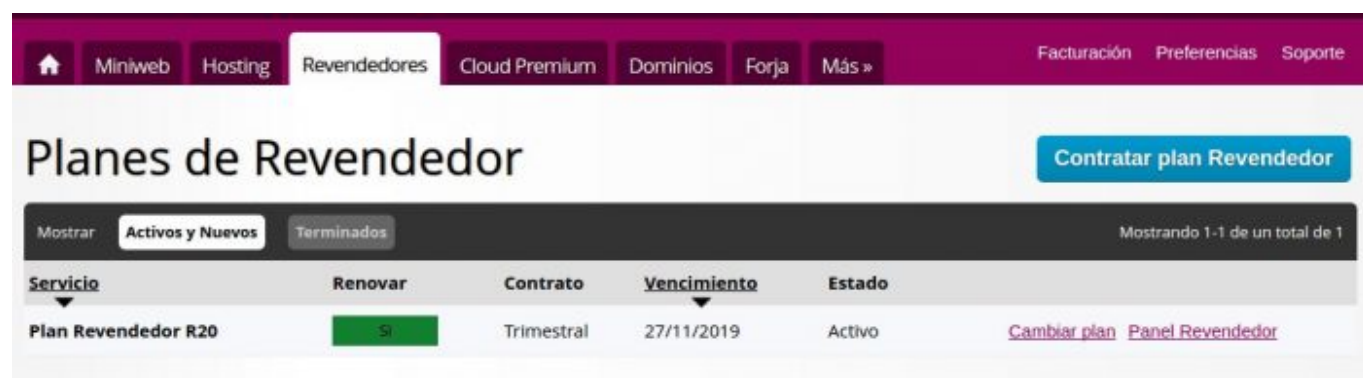 Miniweb Hosting Revendedores Cloud Premium Dominios Forja Más » Facturación Preferencias Soporte
Planes de Revendedor Contratar plan Revendedor
Mostrar Activos y Nuevos Terminados Mostrando 1-1 de un total de 1
Servicio Renovar Contrato Vencimiento Estado
Plan Revendedor R20 SI Trimestral 27/11/2019 Activo Cambiar plan Panel Revendedor